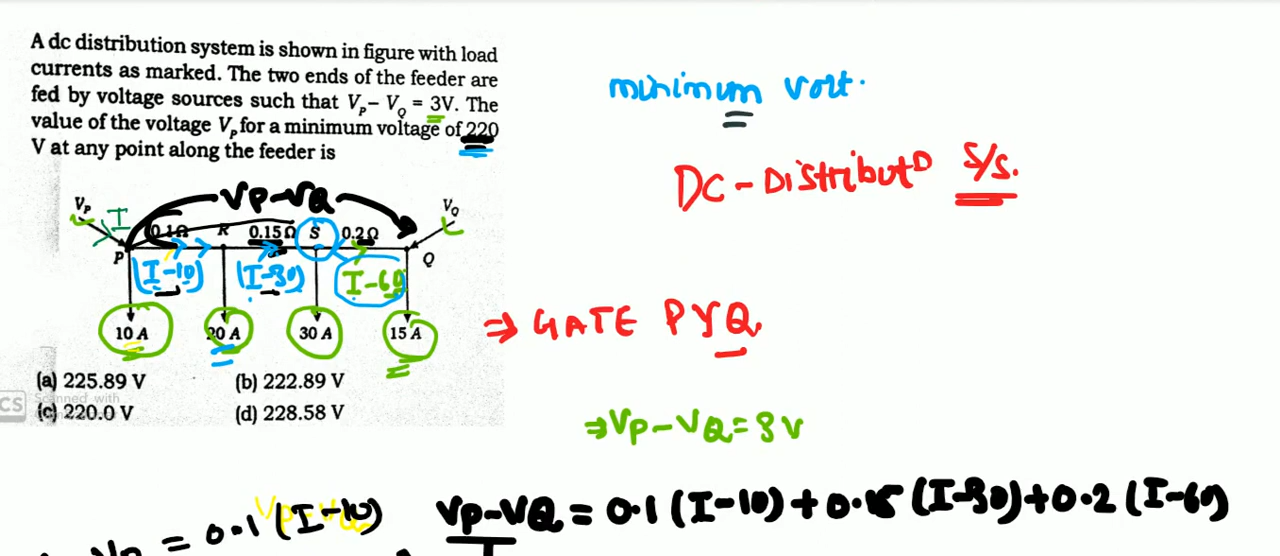 A dc distribution system is shown in figure with load
currents as marked. The two ends of the feeder are
fed by voltage sources such that V_P – V_Q = 3V. The
value of the voltage V_P for a minimum voltage of 220
V at any point along the feeder is
minimum volt.
DC - Distribut⁰ S/S.
VP-VQ
V_P
I
V_Q
0.1Ω R 0.15Ω S 0.2Ω
P
Q
(I-10) (I-30) I-60
10 A 20 A 30 A 15 A
⇒ GATE PYQ
(a) 225.89 V (b) 222.89 V
CS Scanned with
(c) 220.0 V (d) 228.58 V
⇒ VP-VQ = 3V
= 0.1 (I-10)
VP-VQ = 0.1 (I-10) + 0.15 (I-30) + 0.2 (I-60)